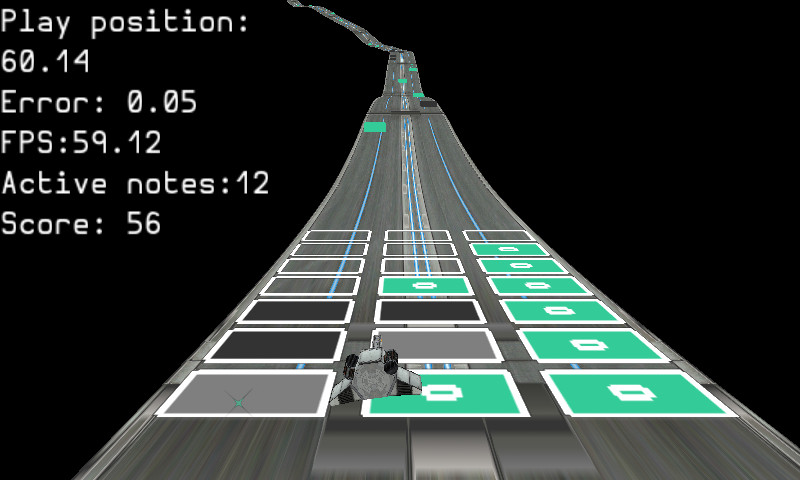 Play position:
60.14
Error: 0.05
FPS:59.12
Active notes:12
Score: 56